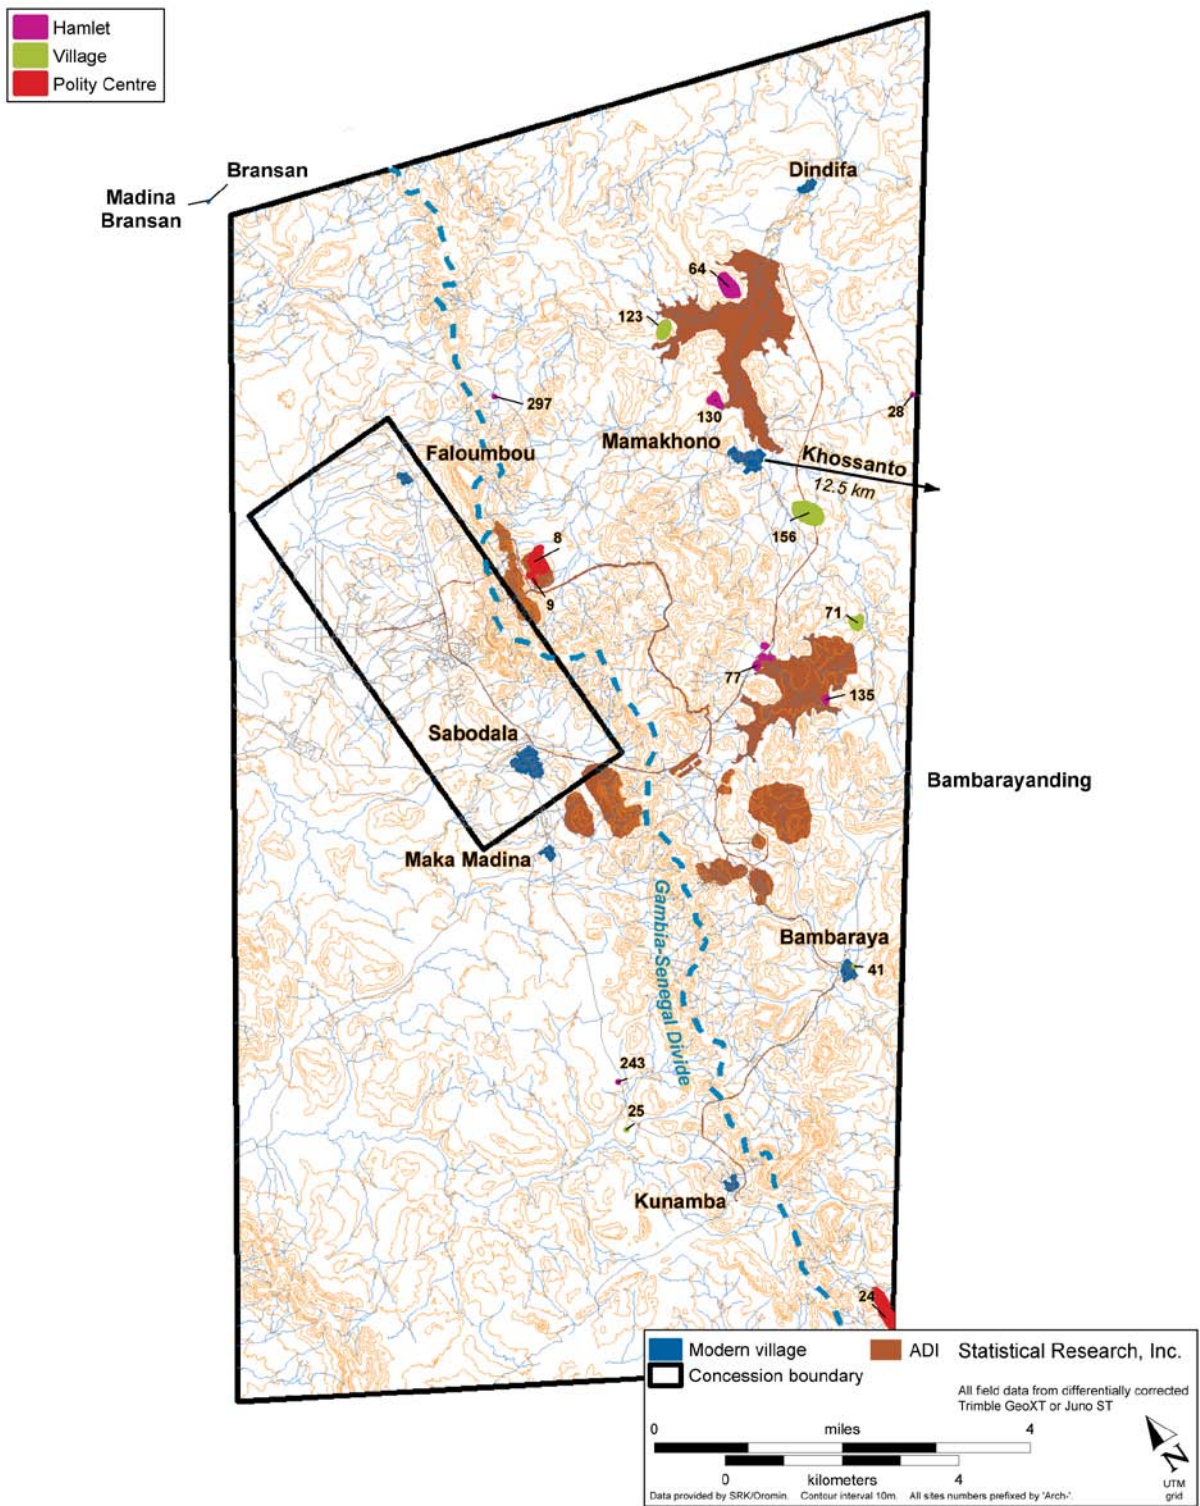 Hamlet
Village
Polity Centre
Bransan
Madina
Bransan
Dindifa
64
123
297
130
28
Mamakhono
Khossanto
12.5 km
Faloumbou
156
8
9
71
77
135
Sabodala
Bambarayanding
Maka Madina
Gambia-Senegal Divide
Bambaraya
41
243
25
Kunamba
24
Modern village
ADI
Statistical Research, Inc.
Concession boundary
All field data from differentially corrected
Trimble GeoXT or Juno ST
0 miles 4
0 kilometers 4
N
UTM
grid
Data provided by SRK/Oromin. Contour interval 10m. All sites numbers prefixed by 'Arch-'.